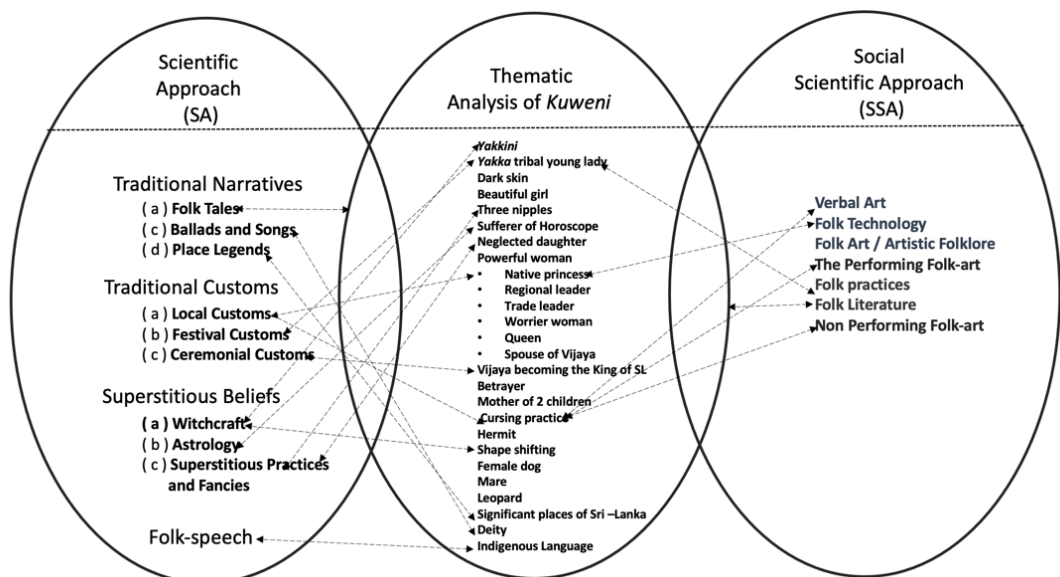 Scientific
Approach
(SA)
Traditional Narratives
( a ) Folk Tales
( c ) Ballads and Songs
( d ) Place Legends
Traditional Customs
( a ) Local Customs
( b ) Festival Customs
( c ) Ceremonial Customs
Superstitious Beliefs
( a ) Witchcraft
( b ) Astrology
( c ) Superstitious Practices
and Fancies
Folk-speech
Thematic
Analysis of Kuweni
Yakkini
Yakka tribal young lady
Dark skin
Beautiful girl
Three nipples
Sufferer of Horoscope
Neglected daughter
Powerful woman
• Native princess
• Regional leader
• Trade leader
• Worrier woman
• Queen
• Spouse of Vijaya
Vijaya becoming the King of SL
Betrayer
Mother of 2 children
Cursing practice
Hermit
Shape shifting
Female dog
Mare
Leopard
Significant places of Sri –Lanka
Deity
Indigenous Language
Social
Scientific Approach
(SSA)
Verbal Art
Folk Technology
Folk Art / Artistic Folklore
The Performing Folk-art
Folk practices
Folk Literature
Non Performing Folk-art